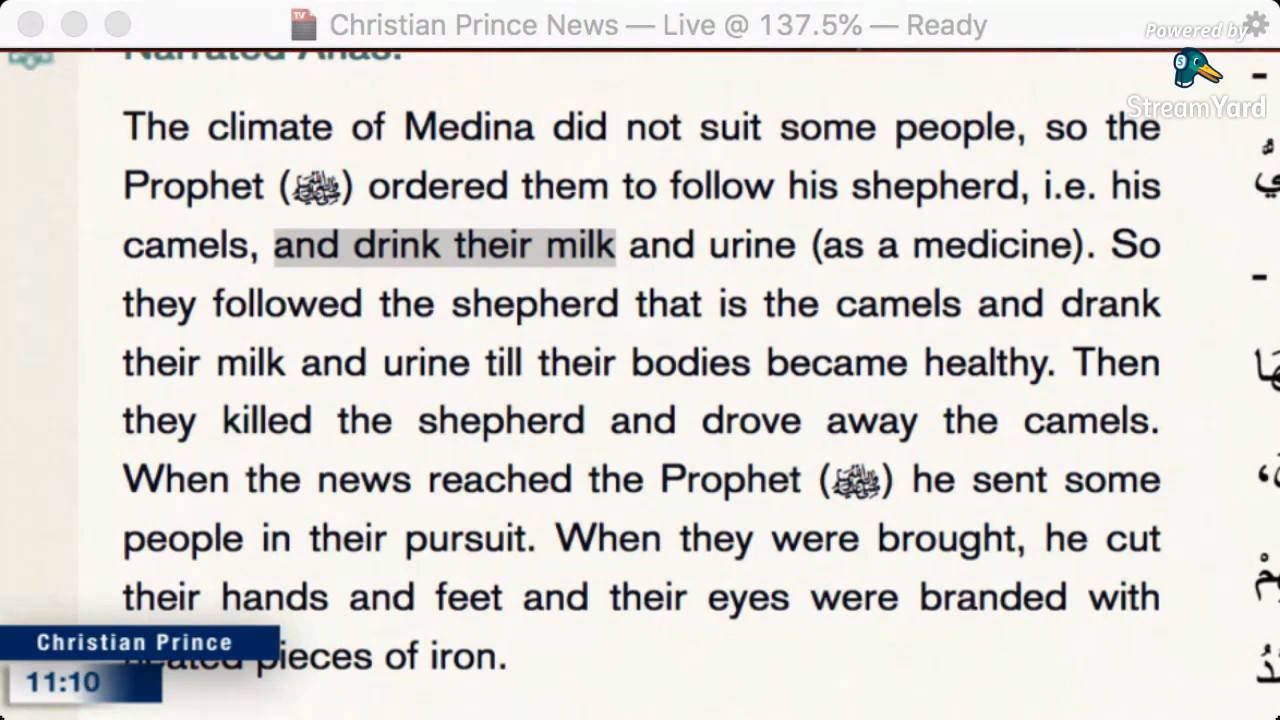 Christian Prince News — Live @ 137.5% — Ready
Powered by
StreamYard
Narrated Anas:
The climate of Medina did not suit some people, so the
Prophet (ﷺ) ordered them to follow his shepherd, i.e. his
camels, and drink their milk and urine (as a medicine). So
they followed the shepherd that is the camels and drank
their milk and urine till their bodies became healthy. Then
they killed the shepherd and drove away the camels.
When the news reached the Prophet (ﷺ) he sent some
people in their pursuit. When they were brought, he cut
their hands and feet and their eyes were branded with
heated pieces of iron.
Christian Prince
11:10